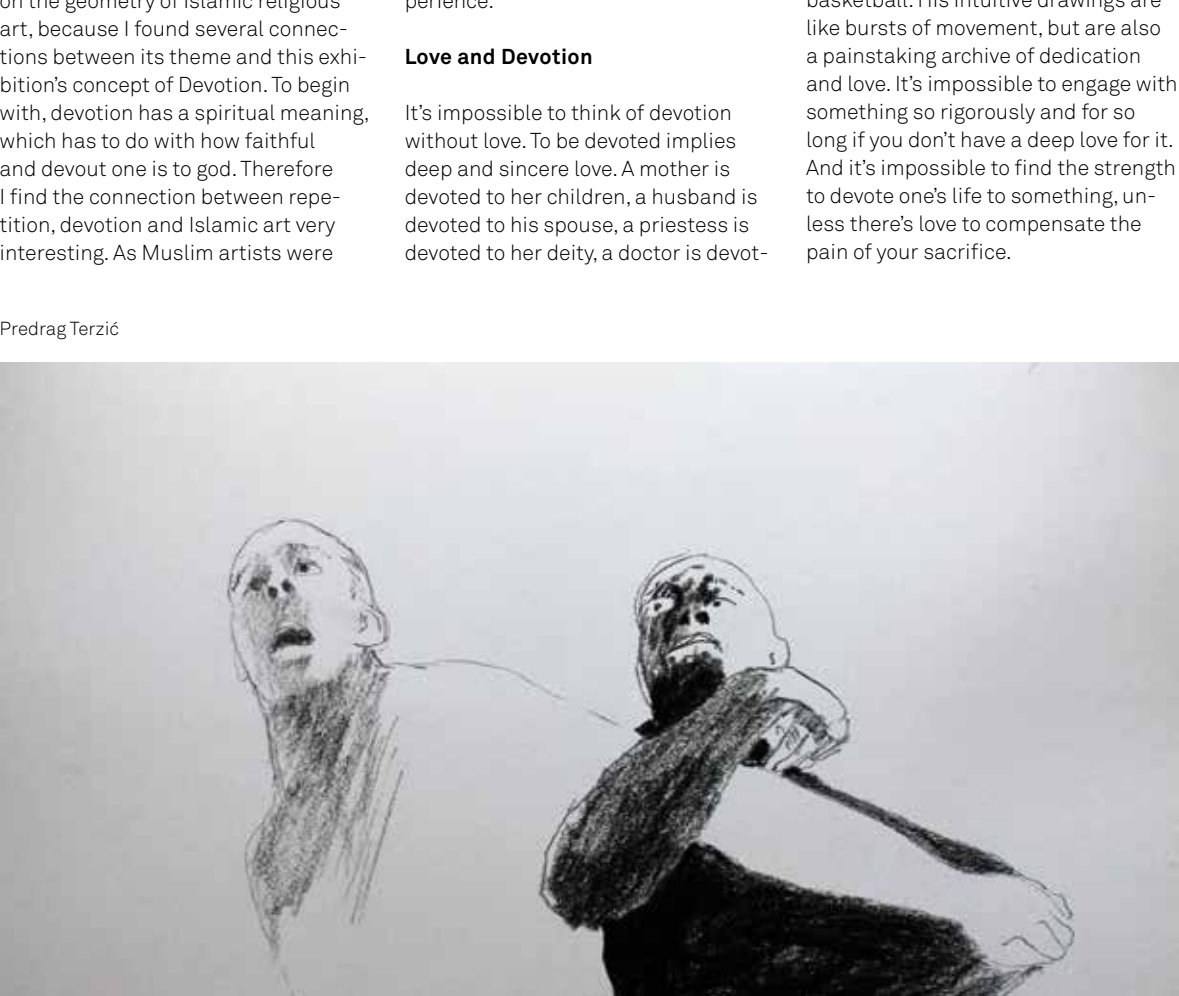 on the geometry of Islamic religious
art, because I found several connec-
tions between its theme and this exhi-
bition’s concept of Devotion. To begin
with, devotion has a spiritual meaning,
which has to do with how faithful
and devout one is to god. Therefore
I find the connection between repe-
tition, devotion and Islamic art very
interesting. As Muslim artists were
perience.
Love and Devotion
It’s impossible to think of devotion
without love. To be devoted implies
deep and sincere love. A mother is
devoted to her children, a husband is
devoted to his spouse, a priestess is
devoted to her deity, a doctor is devot-
basketball. His intuitive drawings are
like bursts of movement, but are also
a painstaking archive of dedication
and love. It’s impossible to engage with
something so rigorously and for so
long if you don’t have a deep love for it.
And it’s impossible to find the strength
to devote one’s life to something, un-
less there’s love to compensate the
pain of your sacrifice.
Predrag Terzić